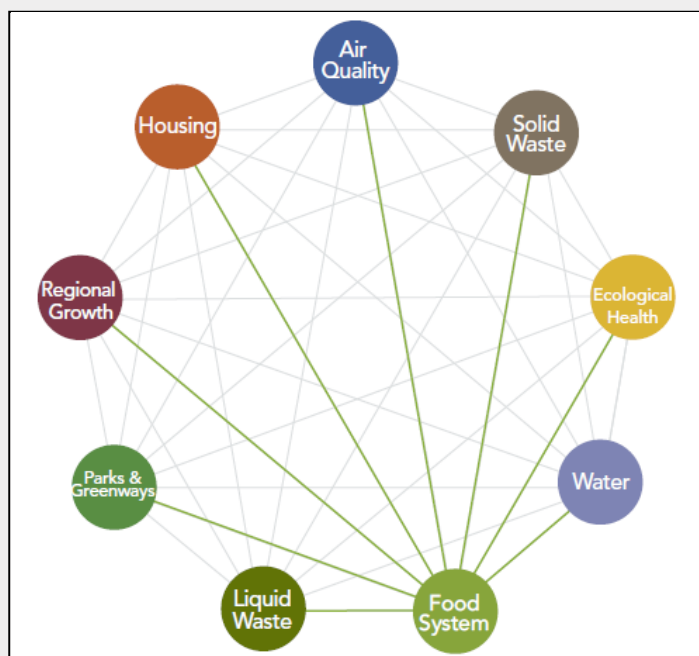 Air
Quality
Housing
Solid
Waste
Regional
Growth
Ecological
Health
Parks &
Greenways
Water
Liquid
Waste
Food
System